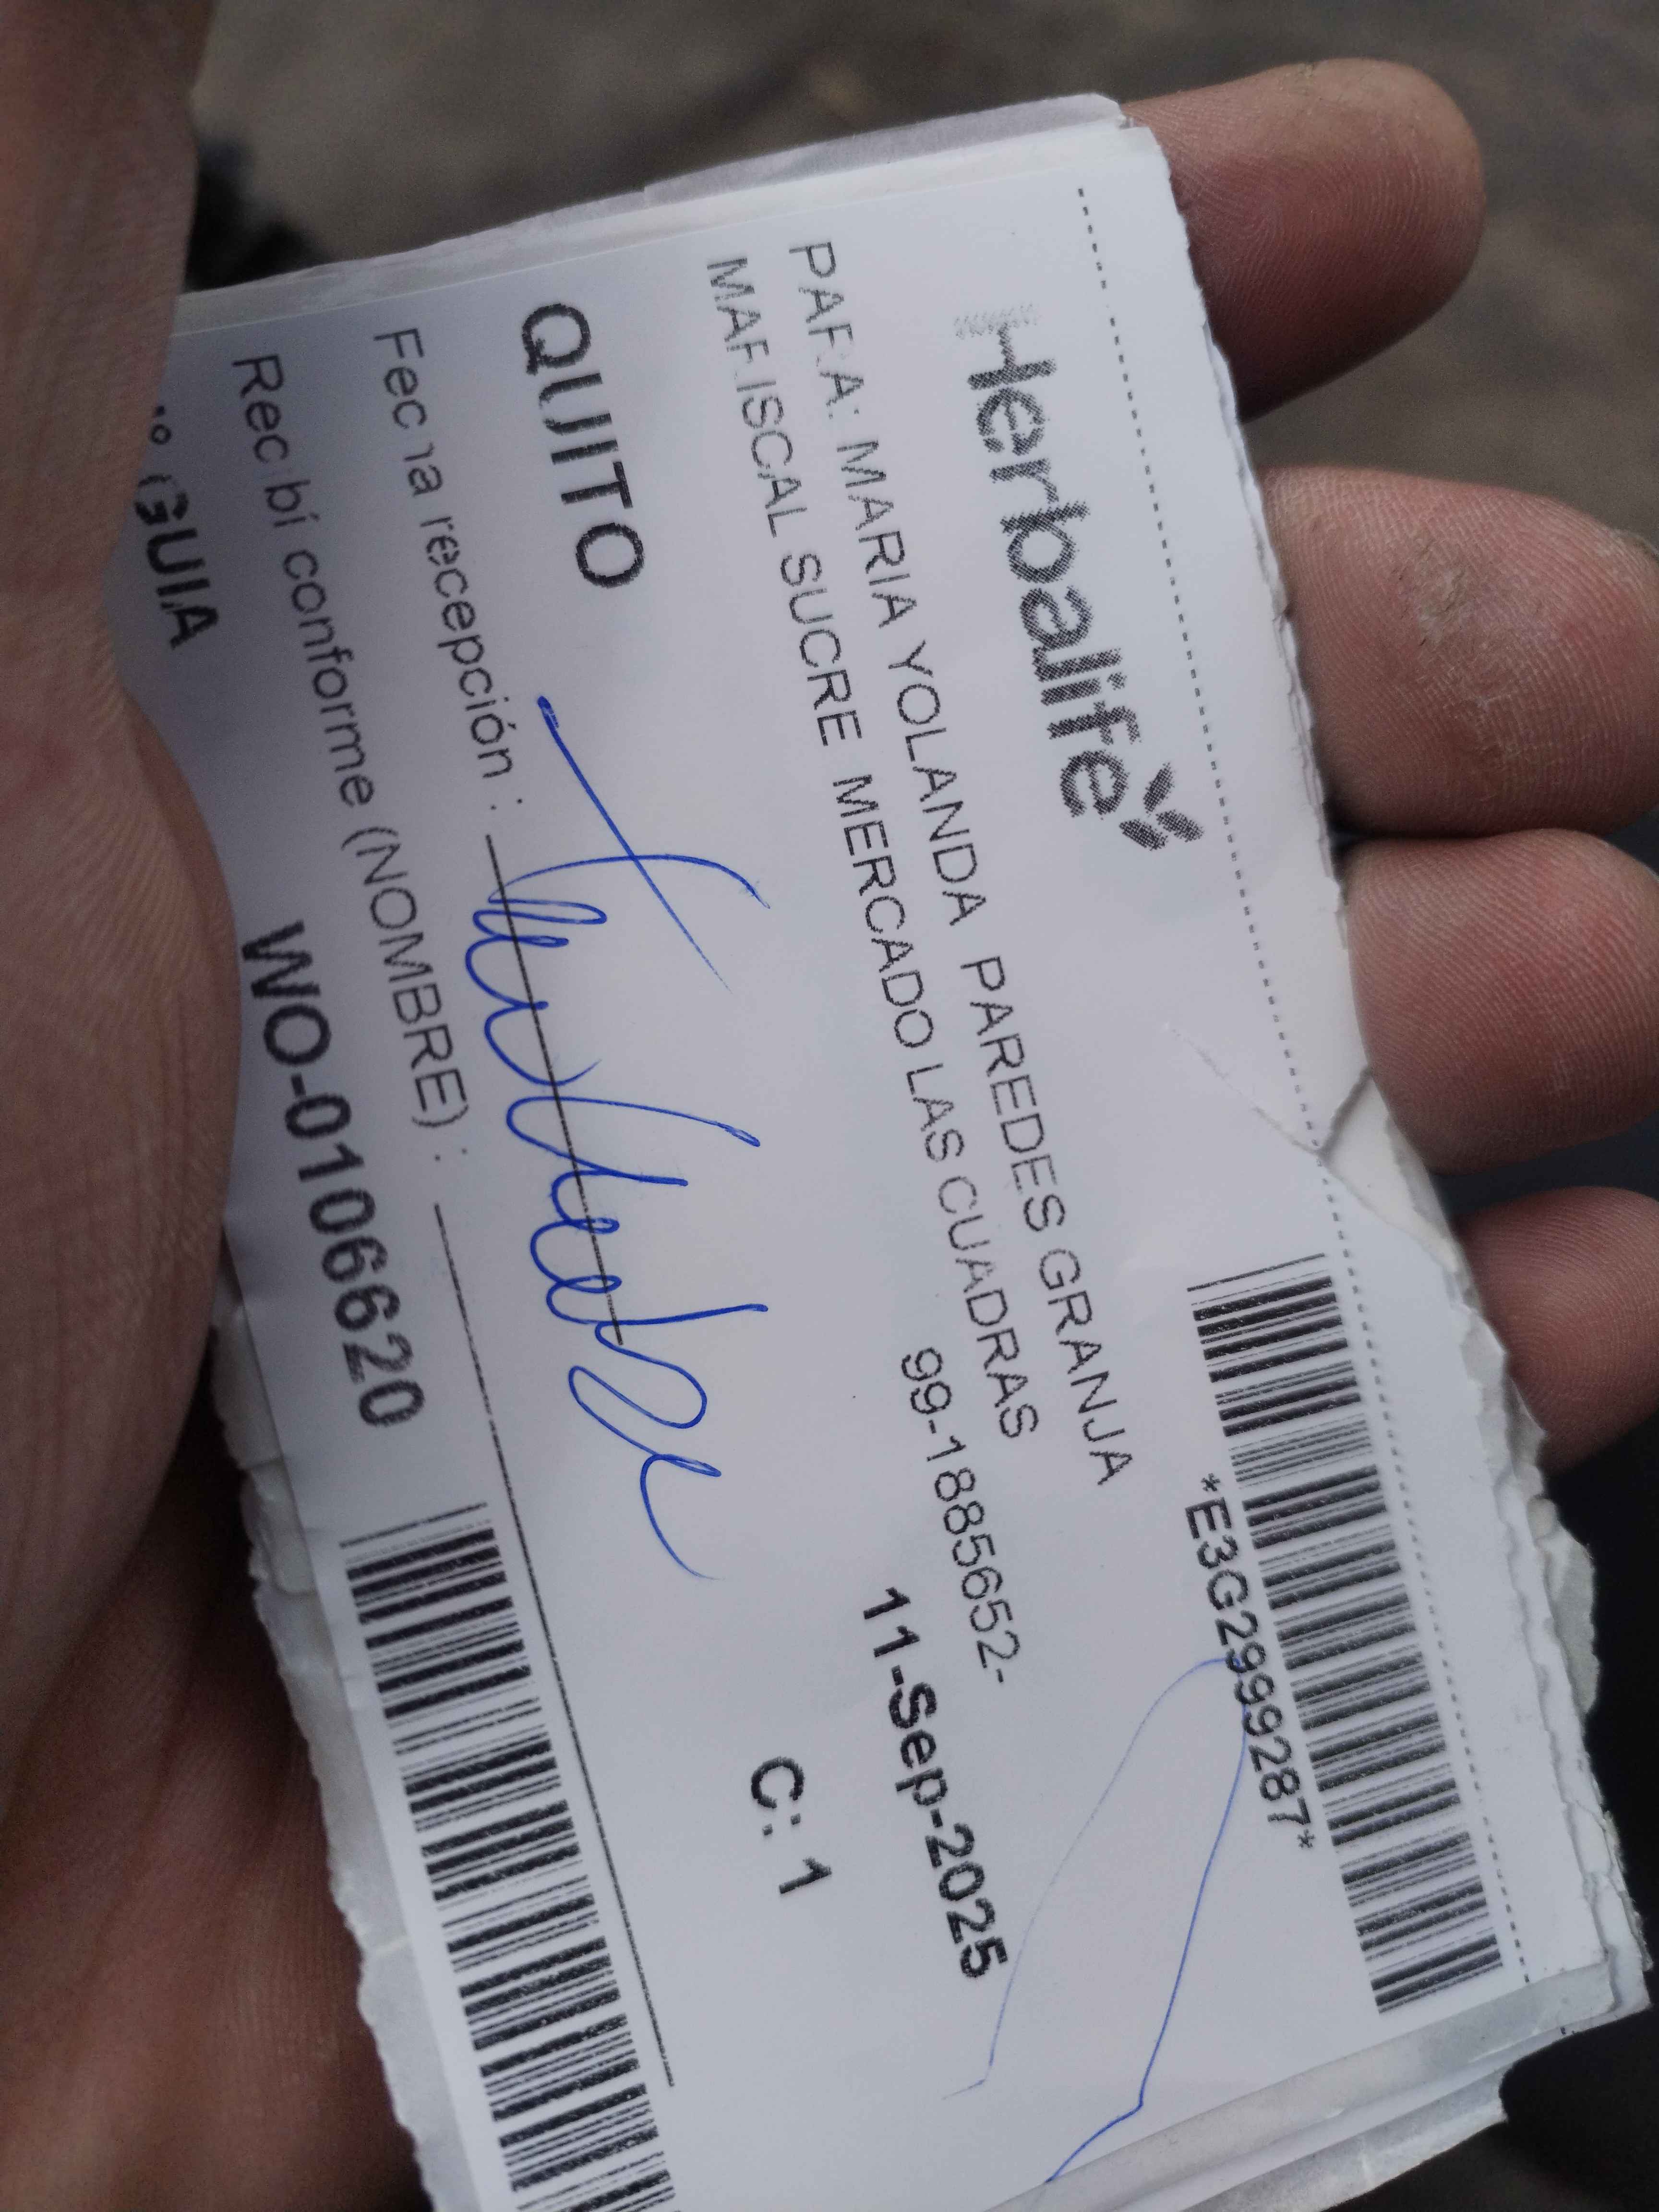 Herbalife
*E3G2999287*
PARA: MARIA YOLANDA PAREDES GRANJA
MARISCAL SUCRE MERCADO LAS CUADRAS
99-1885652-
11-Sep-2025
QUITO
C: 1
Fecha recepción :
Recibí conforme (NOMBRE) :
GUIA
WO-0106620